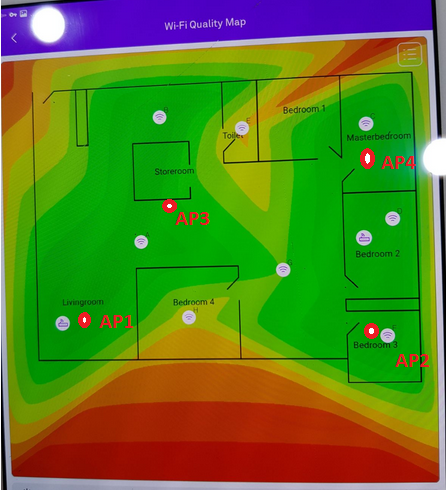 Wi-Fi Quality Map
Bedroom 1
Toilet
E
Masterbedroom
AP4
Storeroom
AP3
D
Bedroom 2
Livingroom
AP1
Bedroom 4
H
Bedroom 3
AP2